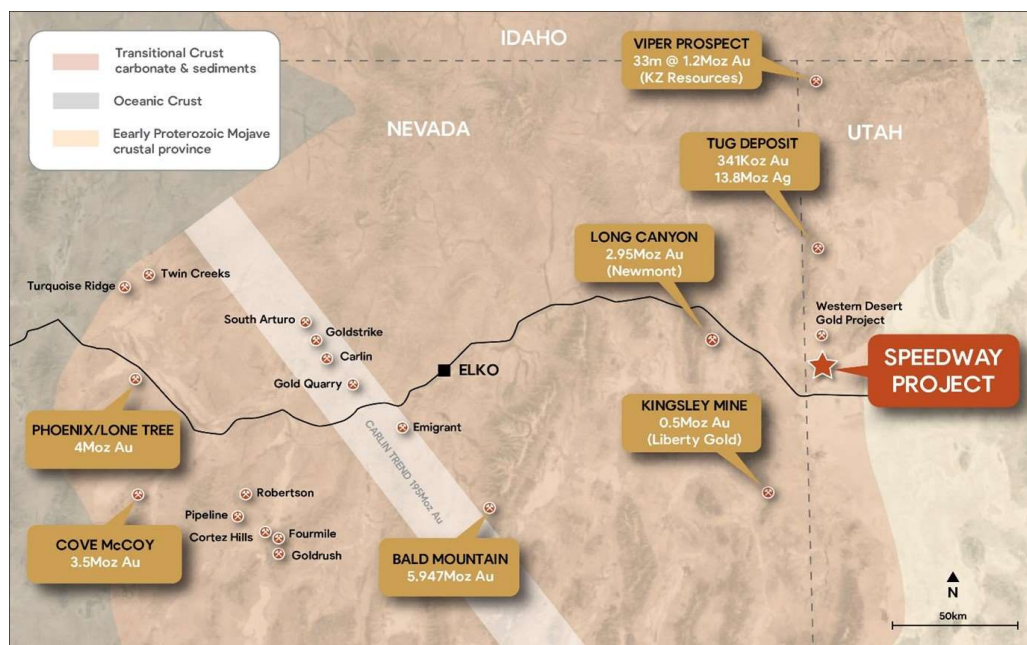 Transitional Crust
carbonate & sediments
Oceanic Crust
Eearly Proterozoic Mojave
crustal province
IDAHO
NEVADA
UTAH
VIPER PROSPECT
33m @ 1.2Moz Au
(KZ Resources)
TUG DEPOSIT
341Koz Au
13.8Moz Ag
LONG CANYON
2.95Moz Au
(Newmont)
Twin Creeks
Turquoise Ridge
South Arturo
Goldstrike
Carlin
Gold Quarry
ELKO
Western Desert
Gold Project
SPEEDWAY
PROJECT
PHOENIX/LONE TREE
4Moz Au
Emigrant
KINGSLEY MINE
0.5Moz Au
(Liberty Gold)
CARLIN TREND 195Moz Au
Robertson
Pipeline
Cortez Hills
Fourmile
Goldrush
COVE McCOY
3.5Moz Au
BALD MOUNTAIN
5.947Moz Au
N
50km